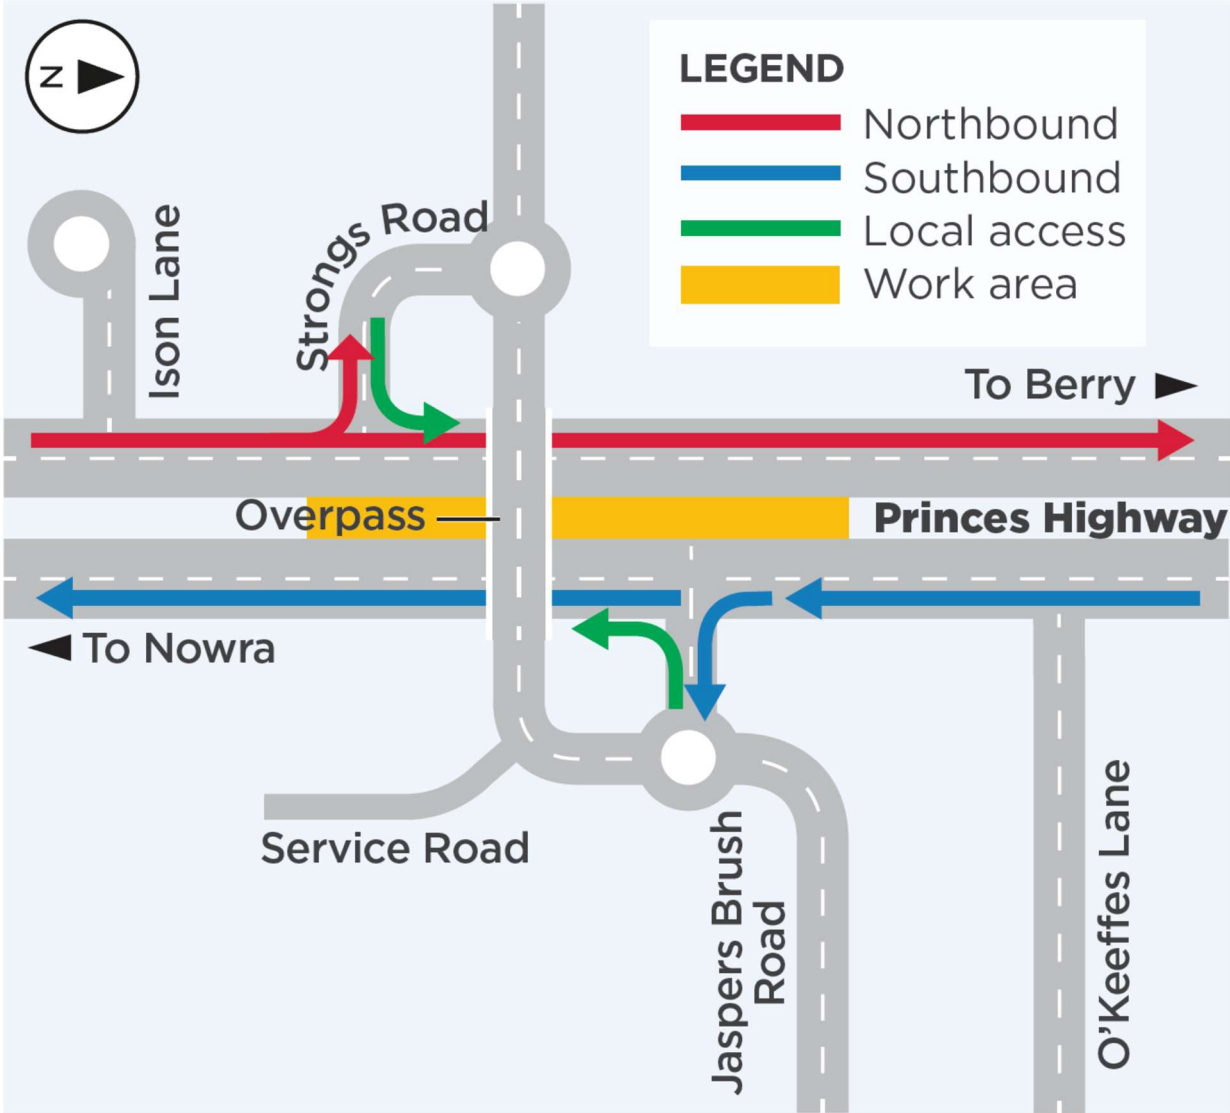 N
LEGEND
Northbound
Southbound
Local access
Work area
Ison Lane
Strongs Road
To Berry
Overpass
Princes Highway
To Nowra
Service Road
Jaspers Brush
Road
O'Keeffes Lane